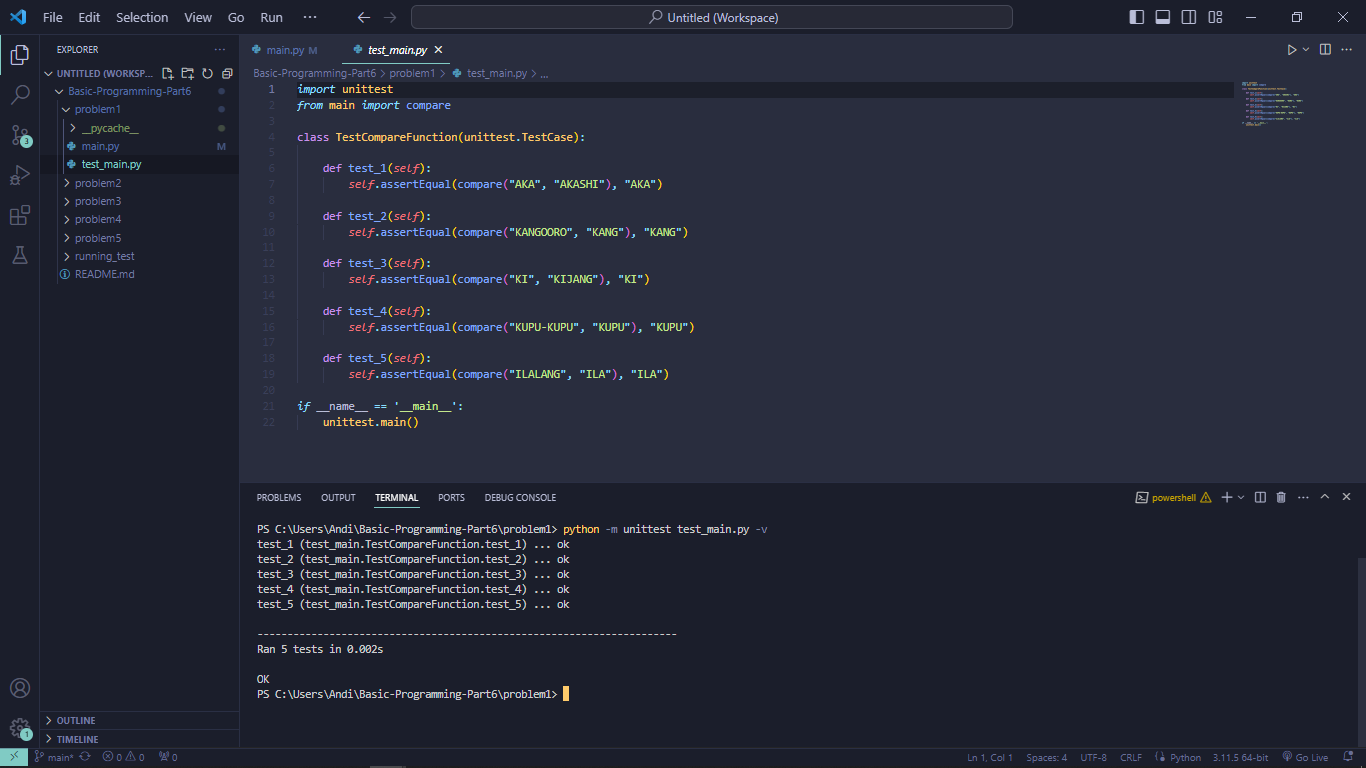 File Edit Selection View Go Run ··· Untitled (Workspace)
EXPLORER ···
UNTITLED (WORKSP...
Basic-Programming-Part6
problem1
__pycache__
main.py M
test_main.py
problem2
problem3
problem4
problem5
running_test
README.md
OUTLINE
TIMELINE
main.py M test_main.py
Basic-Programming-Part6 > problem1 > test_main.py > ...
1 import unittest
2 from main import compare
3
4 class TestCompareFunction(unittest.TestCase):
5
6 def test_1(self):
7 self.assertEqual(compare("AKA", "AKASHI"), "AKA")
8
9 def test_2(self):
10 self.assertEqual(compare("KANGOORO", "KANG"), "KANG")
11
12 def test_3(self):
13 self.assertEqual(compare("KI", "KIJANG"), "KI")
14
15 def test_4(self):
16 self.assertEqual(compare("KUPU-KUPU", "KUPU"), "KUPU")
17
18 def test_5(self):
19 self.assertEqual(compare("ILALANG", "ILA"), "ILA")
20
21 if __name__ == '__main__':
22 unittest.main()
PROBLEMS OUTPUT TERMINAL PORTS DEBUG CONSOLE powershell
PS C:\Users\Andi\Basic-Programming-Part6\problem1> python -m unittest test_main.py -v
test_1 (test_main.TestCompareFunction.test_1) ... ok
test_2 (test_main.TestCompareFunction.test_2) ... ok
test_3 (test_main.TestCompareFunction.test_3) ... ok
test_4 (test_main.TestCompareFunction.test_4) ... ok
test_5 (test_main.TestCompareFunction.test_5) ... ok
----------------------------------------------------------------------
Ran 5 tests in 0.002s
OK
PS C:\Users\Andi\Basic-Programming-Part6\problem1>
3
1
main* 0 0 0 Ln 1, Col 1 Spaces: 4 UTF-8 CRLF Python 3.11.5 64-bit Go Live